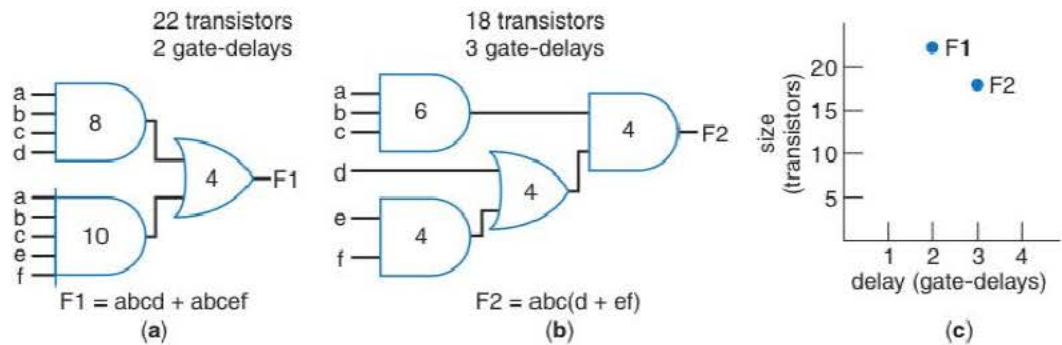 22 transistors
2 gate-delays
a
b
c
d
8
a
b
c
e
f
10
4
F1
F1 = abcd + abcef
(a)
18 transistors
3 gate-delays
a
b
c
6
d
e
f
4
4
4
F2
F2 = abc(d + ef)
(b)
size
(transistors)
20
15
10
5
F1
F2
1 2 3 4
delay (gate-delays)
(c)